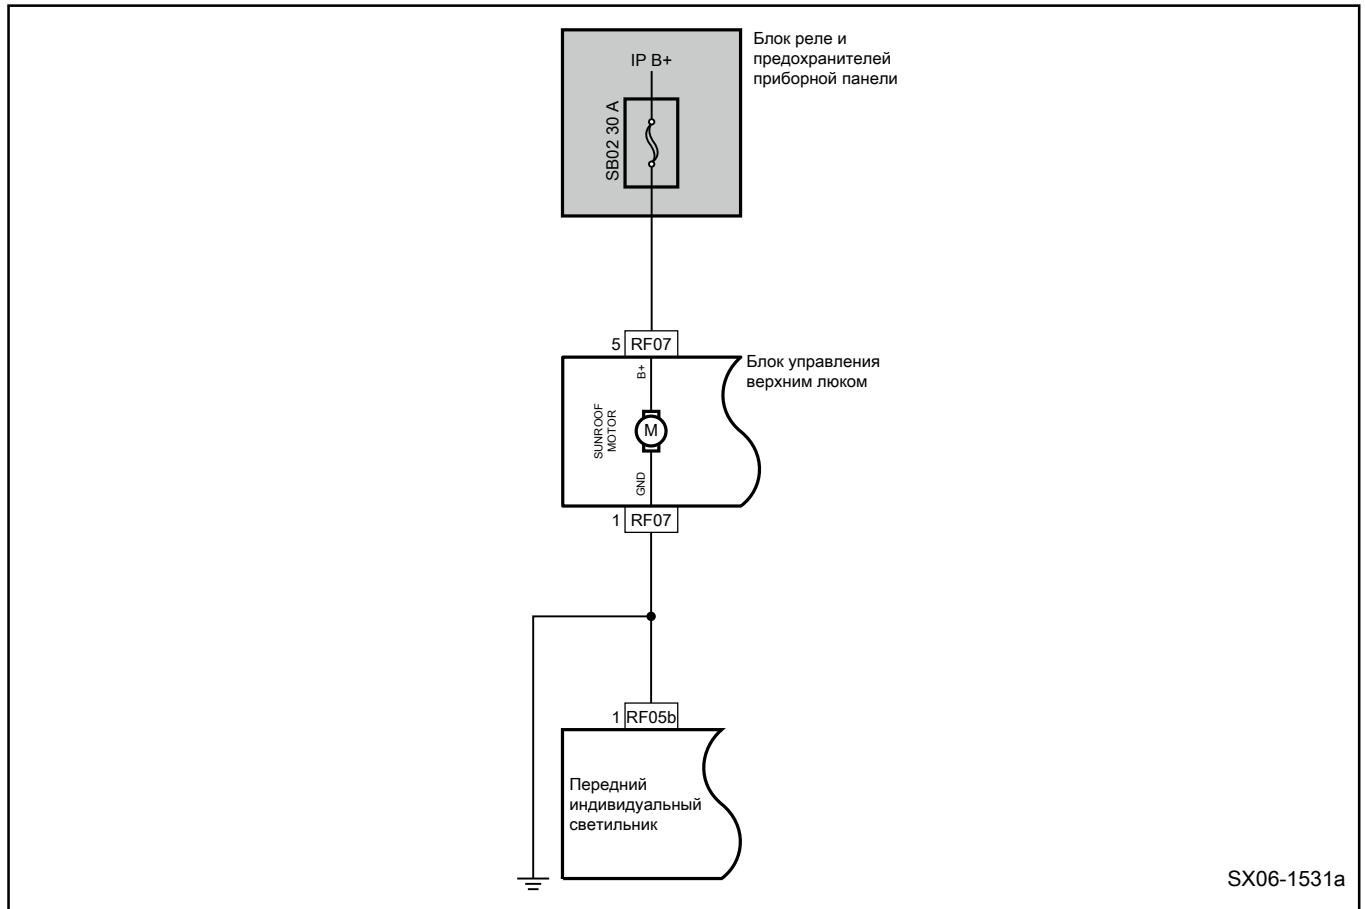 Блок реле и
предохранителей
приборной панели
IP B+
SB02 30 A
5 RF07
Блок управления
верхним люком
B+
SUNROOF
MOTOR
M
GND
1 RF07
1 RF05b
Передний
индивидуальный
светильник
SX06-1531a